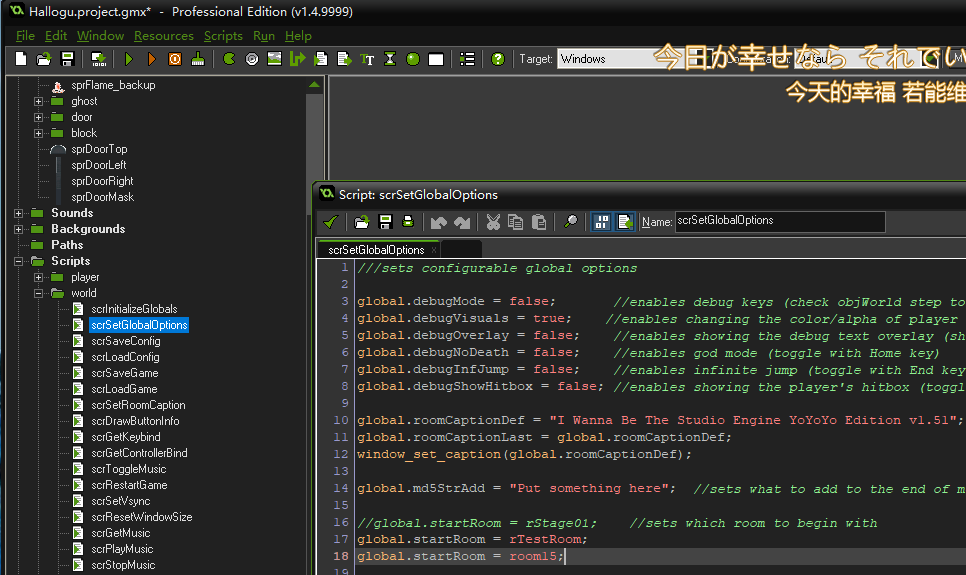 Hallogu.project.gmx* - Professional Edition (v1.4.9999)
File Edit Window Resources Scripts Run Help
Target: Windows
今日が幸せなら それでい
今天的幸福 若能维
sprFlame_backup
ghost
door
block
sprDoorTop
sprDoorLeft
sprDoorRight
sprDoorMask
Sounds
Backgrounds
Paths
Scripts
player
world
scrInitializeGlobals
scrSetGlobalOptions
scrSaveConfig
scrLoadConfig
scrSaveGame
scrLoadGame
scrSetRoomCaption
scrDrawButtonInfo
scrGetKeybind
scrGetControllerBind
scrToggleMusic
scrRestartGame
scrSetVsync
scrResetWindowSize
scrGetMusic
scrPlayMusic
scrStopMusic
Script: scrSetGlobalOptions
Name: scrSetGlobalOptions
scrSetGlobalOptions ×
1 ///sets configurable global options
2
3 global.debugMode = false; //enables debug keys (check objWorld step to
4 global.debugVisuals = true; //enables changing the color/alpha of player
5 global.debugOverlay = false; //enables showing the debug text overlay (sh
6 global.debugNoDeath = false; //enables god mode (toggle with Home key)
7 global.debugInfJump = false; //enables infinite jump (toggle with End key
8 global.debugShowHitbox = false; //enables showing the player's hitbox (toggl
9
10 global.roomCaptionDef = "I Wanna Be The Studio Engine YoYoYo Edition v1.51";
11 global.roomCaptionLast = global.roomCaptionDef;
12 window_set_caption(global.roomCaptionDef);
13
14 global.md5StrAdd = "Put something here"; //sets what to add to the end of m
15
16 //global.startRoom = rStage01; //sets which room to begin with
17 global.startRoom = rTestRoom;
18 global.startRoom = room15;
19